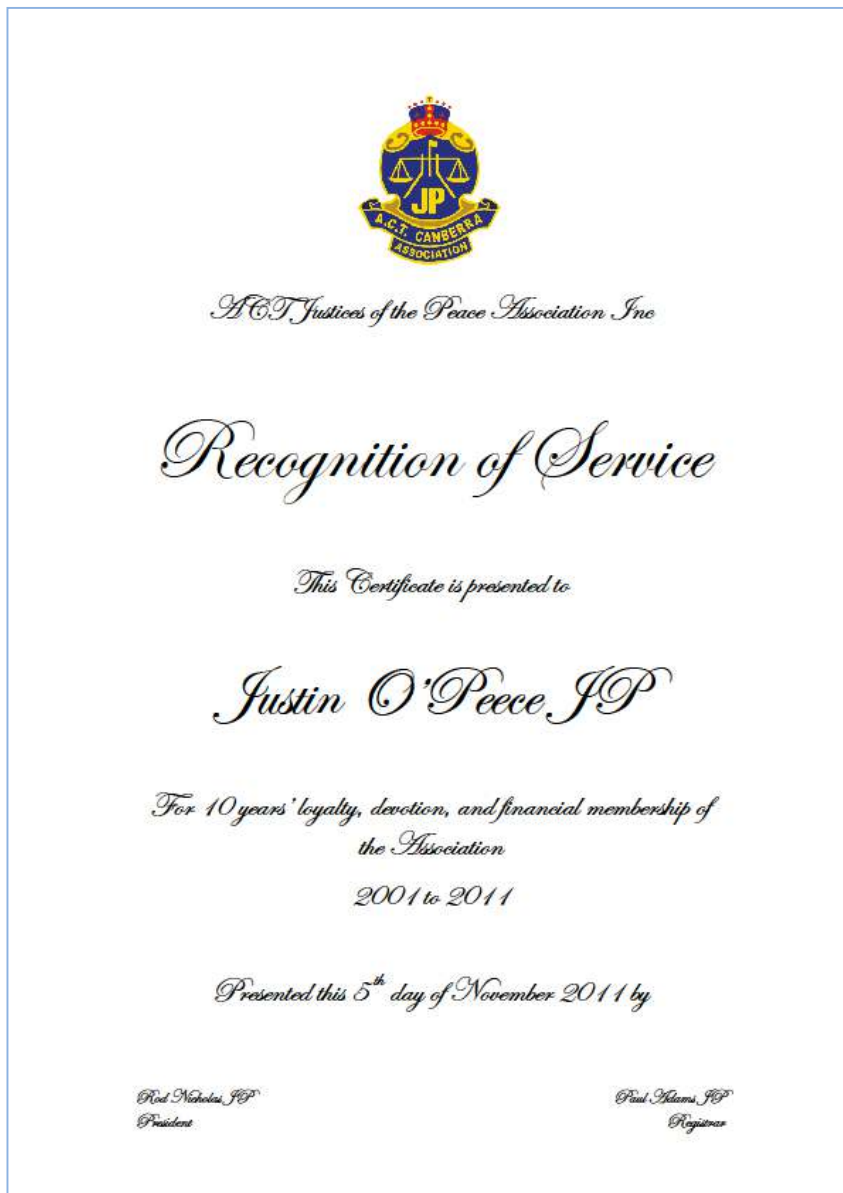 JP
A.C.T. CANBERRA
ASSOCIATION
ACT Justices of the Peace Association Inc
Recognition of Service
This Certificate is presented to
Justin O'Peece JP
For 10 years' loyalty, devotion, and financial membership of
the Association
2001 to 2011
Presented this 5th day of November 2011 by
Rod Nicholas JP
Paul Adams JP
President
Registrar